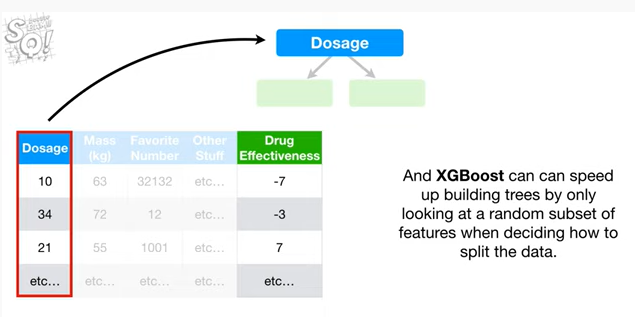 SQ!
Dosage
Dosage Mass (kg) Favorite Number Other Stuff Drug Effectiveness
10 63 32132 etc... -7
34 72 12 etc... -3
21 55 1001 etc... 7
etc... etc... etc... etc... etc...
And XGBoost can can speed
up building trees by only
looking at a random subset of
features when deciding how to
split the data.